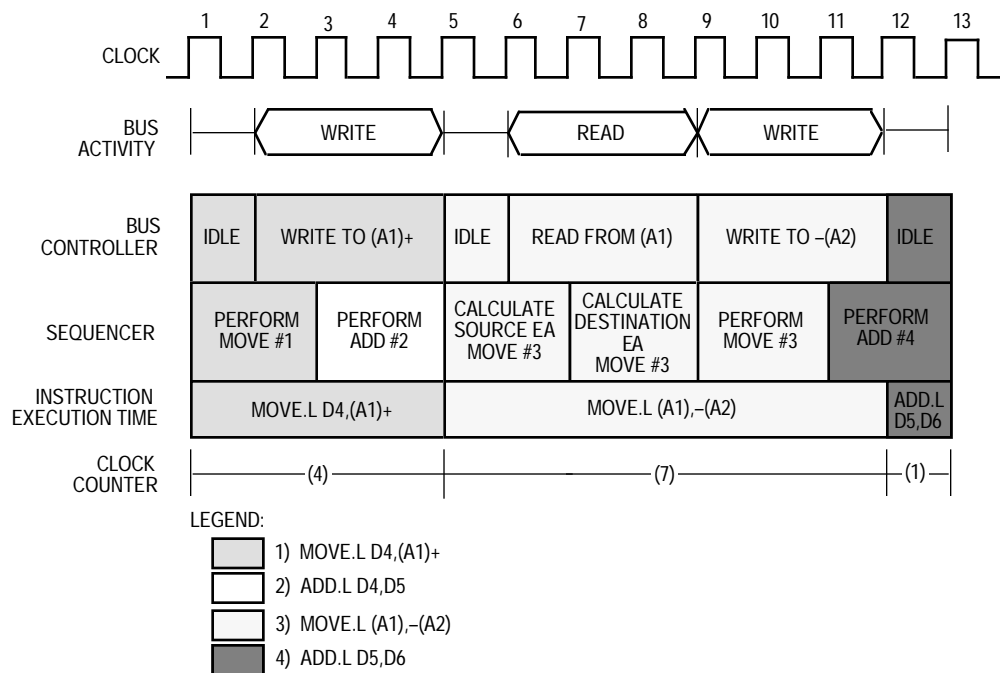 1 2 3 4 5 6 7 8 9 10 11 12 13
CLOCK
BUS
ACTIVITY
WRITE
READ
WRITE
BUS
CONTROLLER
IDLE
WRITE TO (A1)+
IDLE
READ FROM (A1)
WRITE TO –(A2)
IDLE
SEQUENCER
PERFORM
MOVE #1
PERFORM
ADD #2
CALCULATE
SOURCE EA
MOVE #3
CALCULATE
DESTINATION
EA
MOVE #3
PERFORM
MOVE #3
PERFORM
ADD #4
INSTRUCTION
EXECUTION TIME
MOVE.L D4,(A1)+
MOVE.L (A1),–(A2)
ADD.L
D5,D6
CLOCK
COUNTER
(4)
(7)
(1)
LEGEND:
1) MOVE.L D4,(A1)+
2) ADD.L D4,D5
3) MOVE.L (A1),–(A2)
4) ADD.L D5,D6